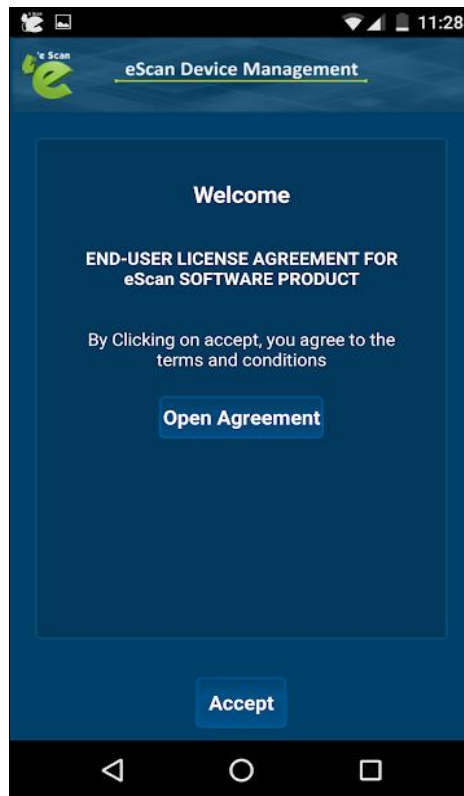 11:28
e Scan
eScan Device Management
Welcome
END-USER LICENSE AGREEMENT FOR
eScan SOFTWARE PRODUCT
By Clicking on accept, you agree to the
terms and conditions
Open Agreement
Accept